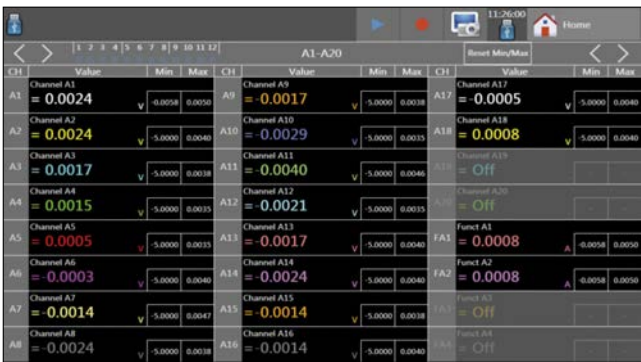 11:26:00
Home
1 2 3 4 5 6 7 8 9 10 11 12
A1-A20
Reset Min/Max
CH Value Min Max CH Value Min Max CH Value Min Max
Channel A1 Channel A9 Channel A17
A1 = 0.0024 V -0.0058 0.0050 A9 =-0.0017 V -5.0000 0.0038 A17 =-0.0005 V -5.0000 0.0040
Channel A2 Channel A10 Channel A18
A2 = 0.0024 V -5.0000 0.0040 A10 =-0.0029 V -5.0000 0.0035 A18 = 0.0008 V -5.0000 0.0040
Channel A3 Channel A11 Channel A19
A3 = 0.0017 V -5.0000 0.0038 A11 =-0.0040 V -5.0000 0.0046 A19 = Off
Channel A4 Channel A12 Channel A20
A4 = 0.0015 V -5.0000 0.0035 A12 =-0.0021 V -5.0000 0.0035 A20 = Off
Channel A5 Channel A13 Funct A1
A5 = 0.0005 V -5.0000 0.0035 A13 =-0.0017 V -5.0000 0.0040 FA1 = 0.0008 A -0.0058 0.0050
Channel A6 Channel A14 Funct A2
A6 =-0.0003 V -5.0000 0.0040 A14 =-0.0024 V -5.0000 0.0040 FA2 = 0.0008 A -0.0058 0.0050
Channel A7 Channel A15 Funct A3
A7 =-0.0014 V -5.0000 0.0047 A15 =-0.0014 V -5.0000 0.0038 FA3 = Off
Channel A8 Channel A16 Funct A4
A8 =-0.0024 V -5.0000 0.0038 A16 =-0.0014 V -5.0000 0.0040 FA4 = Off